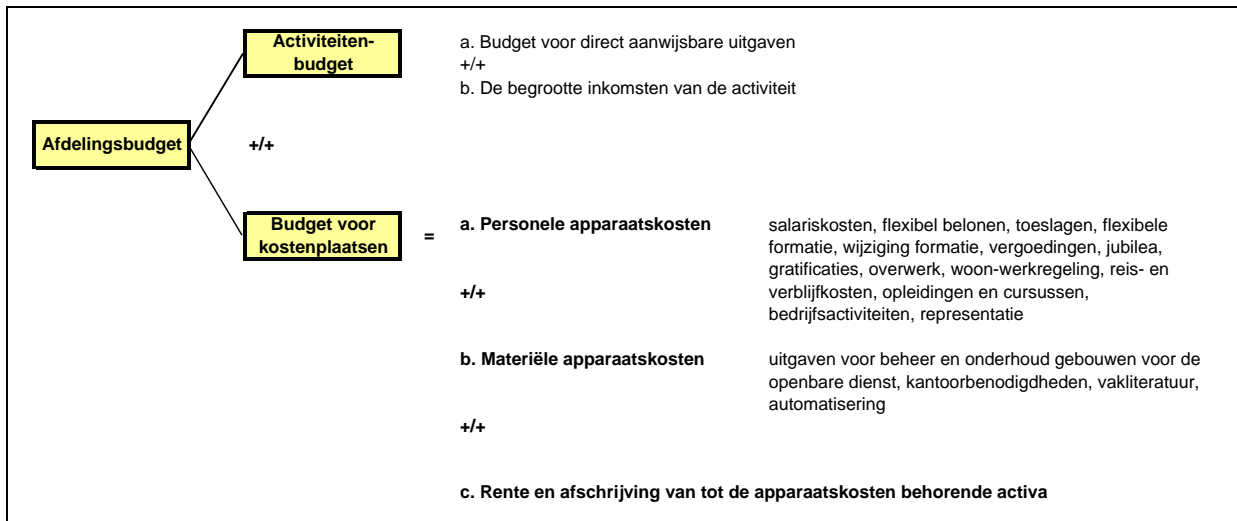 Activiteiten-
budget
a. Budget voor direct aanwijsbare uitgaven
+/+
b. De begrootte inkomsten van de activiteit
Afdelingsbudget
+/+
Budget voor
kostenplaatsen
=
a. Personele apparaatskosten
salariskosten, flexibel belonen, toeslagen, flexibele
formatie, wijziging formatie, vergoedingen, jubilea,
gratificaties, overwerk, woon-werkregeling, reis- en
verblijfkosten, opleidingen en cursussen,
bedrijfsactiviteiten, representatie
+/+
b. Materiële apparaatskosten
uitgaven voor beheer en onderhoud gebouwen voor de
openbare dienst, kantoorbenodigdheden, vakliteratuur,
automatisering
+/+
c. Rente en afschrijving van tot de apparaatskosten behorende activa